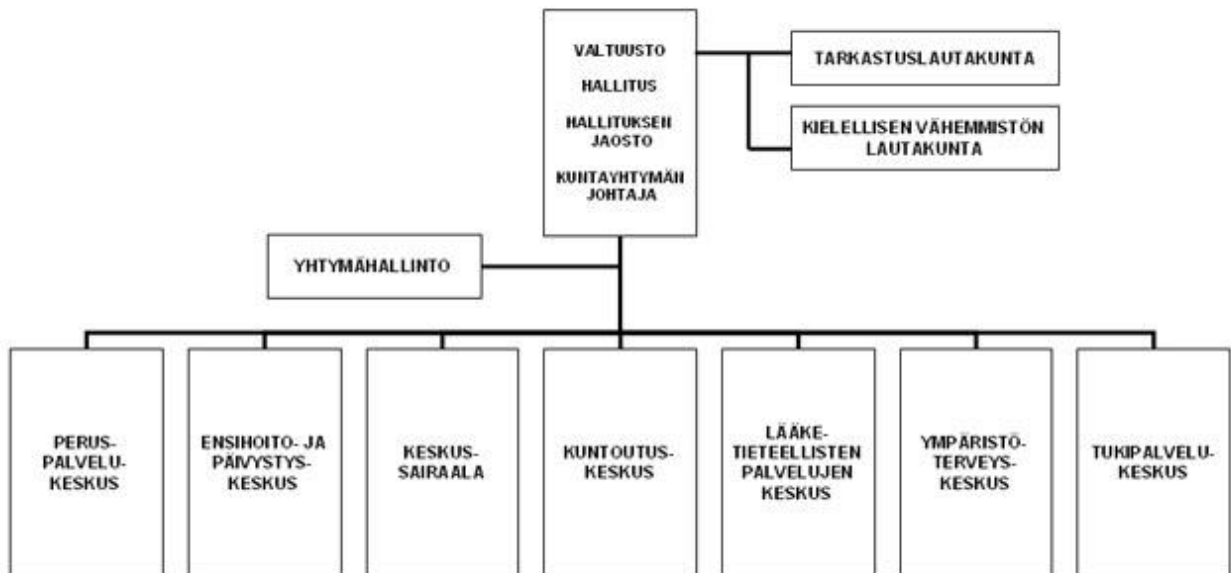 VALTUUSTO
HALLITUS
HALLITUKSEN
JAOSTO
KUNTAYHTYMÄN
JOHTAJA
TARKASTUSLAUTAKUNTA
KIELELLISEN VÄHEMMISTÖN
LAUTAKUNTA
YHTYMÄHALLINTO
PERUS-
PALVELU-
KESKUS
ENSIHOITO- JA
PÄIVYSTYS-
KESKUS
KESKUS-
SAIRAALA
KUNTOUTUS-
KESKUS
LÄÄKE-
TIETEELLISTEN
PALVELUJEN
KESKUS
YMPÄRISTÖ-
TERVEYS-
KESKUS
TUKIPALVELU-
KESKUS